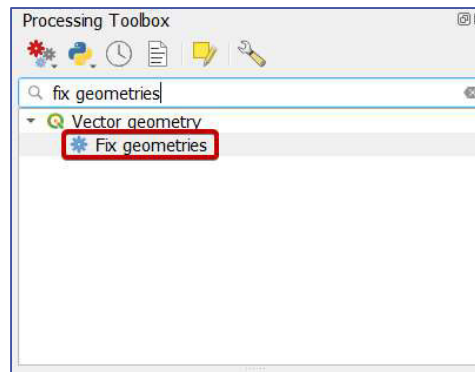 Processing Toolbox
fix geometries
Vector geometry
Fix geometries